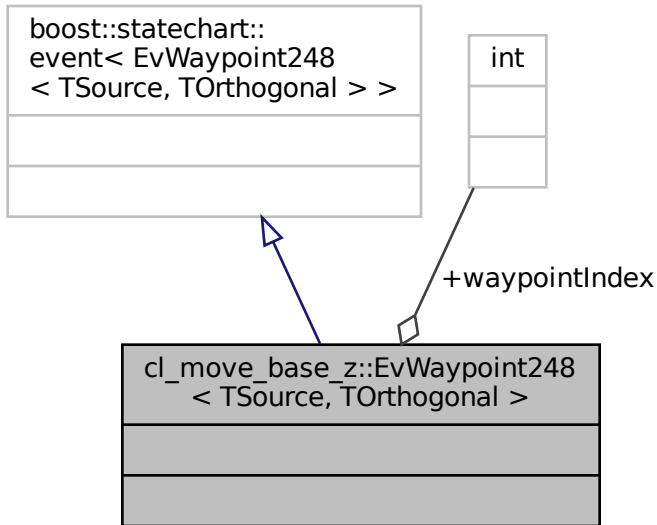 boost::statechart::
event< EvWaypoint248
< TSource, TOrthogonal > >
int
+waypointIndex
cl_move_base_z::EvWaypoint248
< TSource, TOrthogonal >